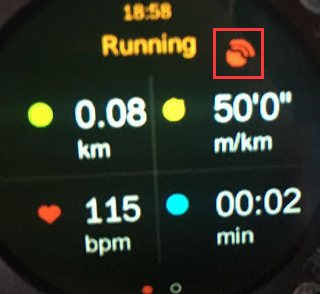 18:58
Running
0.08 50'0"
km m/km
115 00:02
bpm min